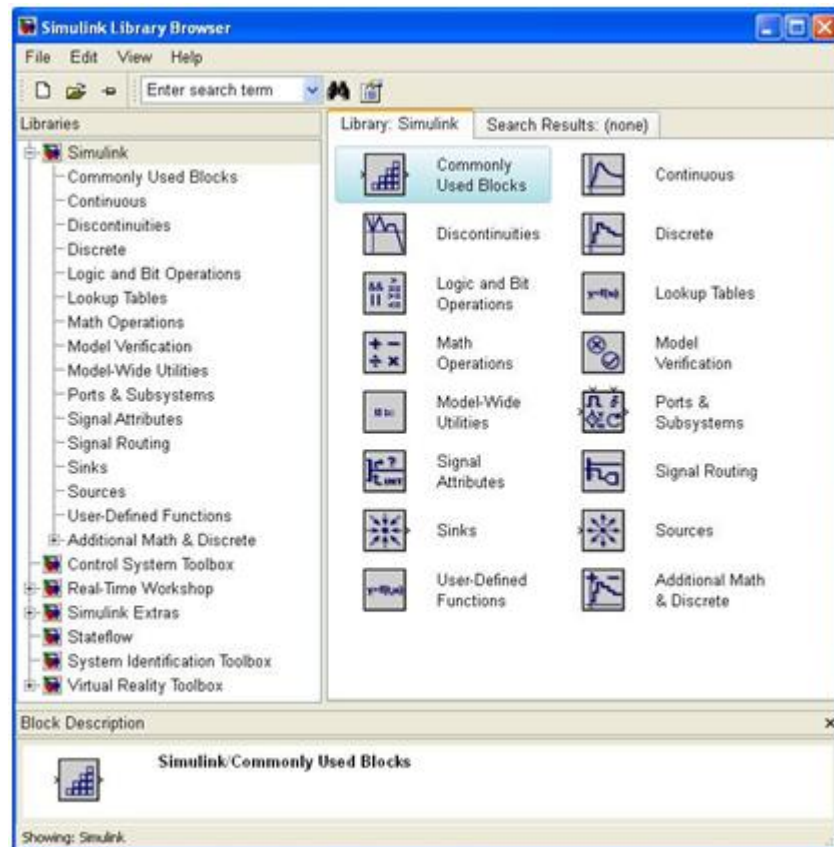 Simulink Library Browser
File Edit View Help
Enter search term
Libraries
Simulink
Commonly Used Blocks
Continuous
Discontinuities
Discrete
Logic and Bit Operations
Lookup Tables
Math Operations
Model Verification
Model-Wide Utilities
Ports & Subsystems
Signal Attributes
Signal Routing
Sinks
Sources
User-Defined Functions
Additional Math & Discrete
Control System Toolbox
Real-Time Workshop
Simulink Extras
Stateflow
System Identification Toolbox
Virtual Reality Toolbox
Library: Simulink Search Results: (none)
Commonly
Used Blocks
Continuous
Discontinuities
Discrete
Logic and Bit
Operations
Lookup Tables
Math
Operations
Model
Verification
Model-Wide
Utilities
Ports &
Subsystems
Signal
Attributes
Signal Routing
Sinks
Sources
User-Defined
Functions
Additional Math
& Discrete
Block Description
Simulink/Commonly Used Blocks
Showing: Simulink